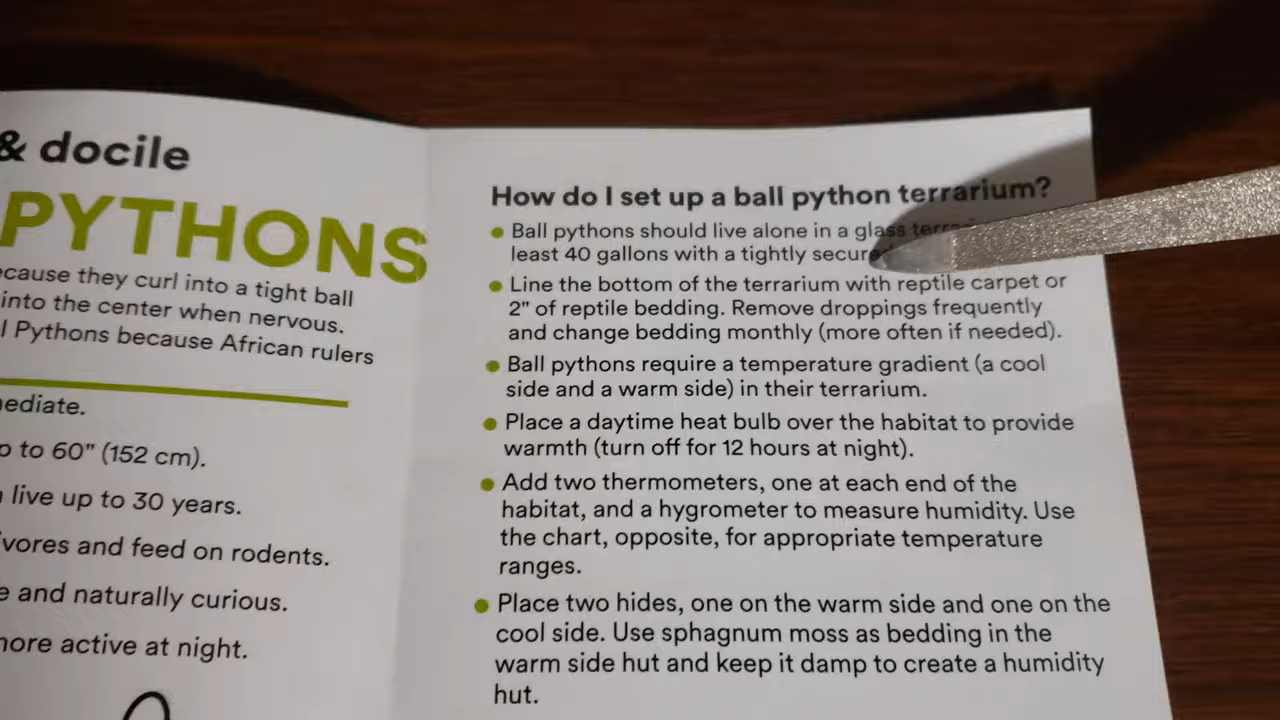 & docile
PYTHONS
because they curl into a tight ball
into the center when nervous.
Pythons because African rulers
to 60" (152 cm).
live up to 30 years.
and feed on rodents.
and naturally curious.
more active at night.
How do I set up a ball python terrarium?
Ball pythons should live alone in a glass
least 40 gallons with a tightly
Line the bottom of the terrarium with reptile carpet or
2" of reptile bedding. Remove droppings frequently
and change bedding monthly (more often if needed).
Ball pythons require a temperature gradient (a cool
side and a warm side) in their terrarium.
Place a daytime heat bulb over the habitat to provide
warmth (turn off for 12 hours at night).
Add two thermometers, one at each end of the
habitat, and a hygrometer to measure humidity. Use
the chart, opposite, for appropriate temperature
ranges.
Place two hides, one on the warm side and one on the
cool side. Use sphagnum moss as bedding in the
warm side hut and keep it damp to create a humidity
hut.